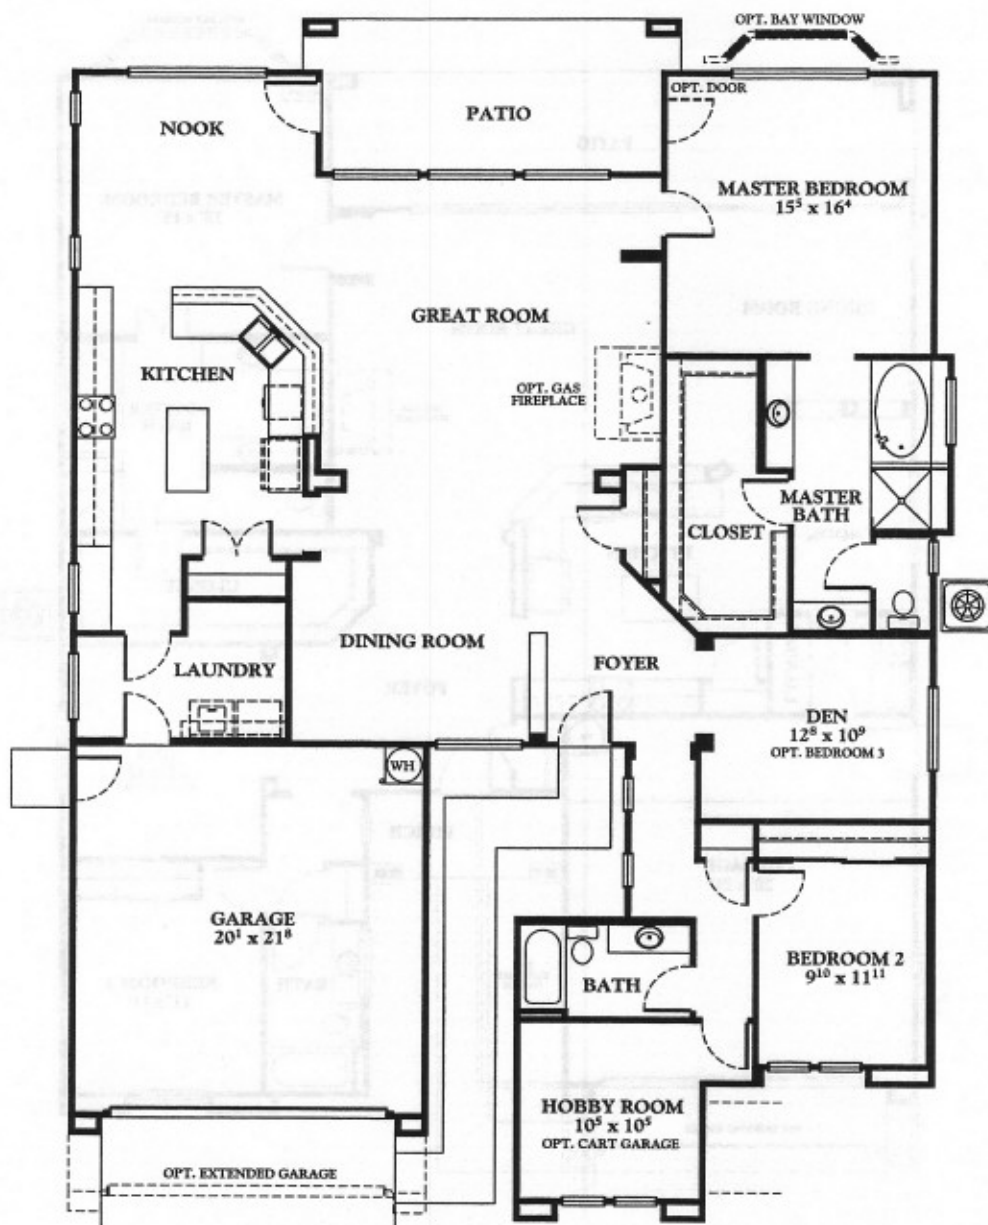 OPT. BAY WINDOW
OPT. DOOR
PATIO
NOOK
MASTER BEDROOM
15⁵ x 16⁴
GREAT ROOM
KITCHEN
OPT. GAS
FIREPLACE
MASTER
BATH
CLOSET
DINING ROOM
FOYER
LAUNDRY
DEN
12⁸ x 10⁹
OPT. BEDROOM 3
WH
GARAGE
20¹ x 21⁸
BEDROOM 2
9¹⁰ x 11¹¹
BATH
HOBBY ROOM
10⁵ x 10⁵
OPT. CART GARAGE
OPT. EXTENDED GARAGE